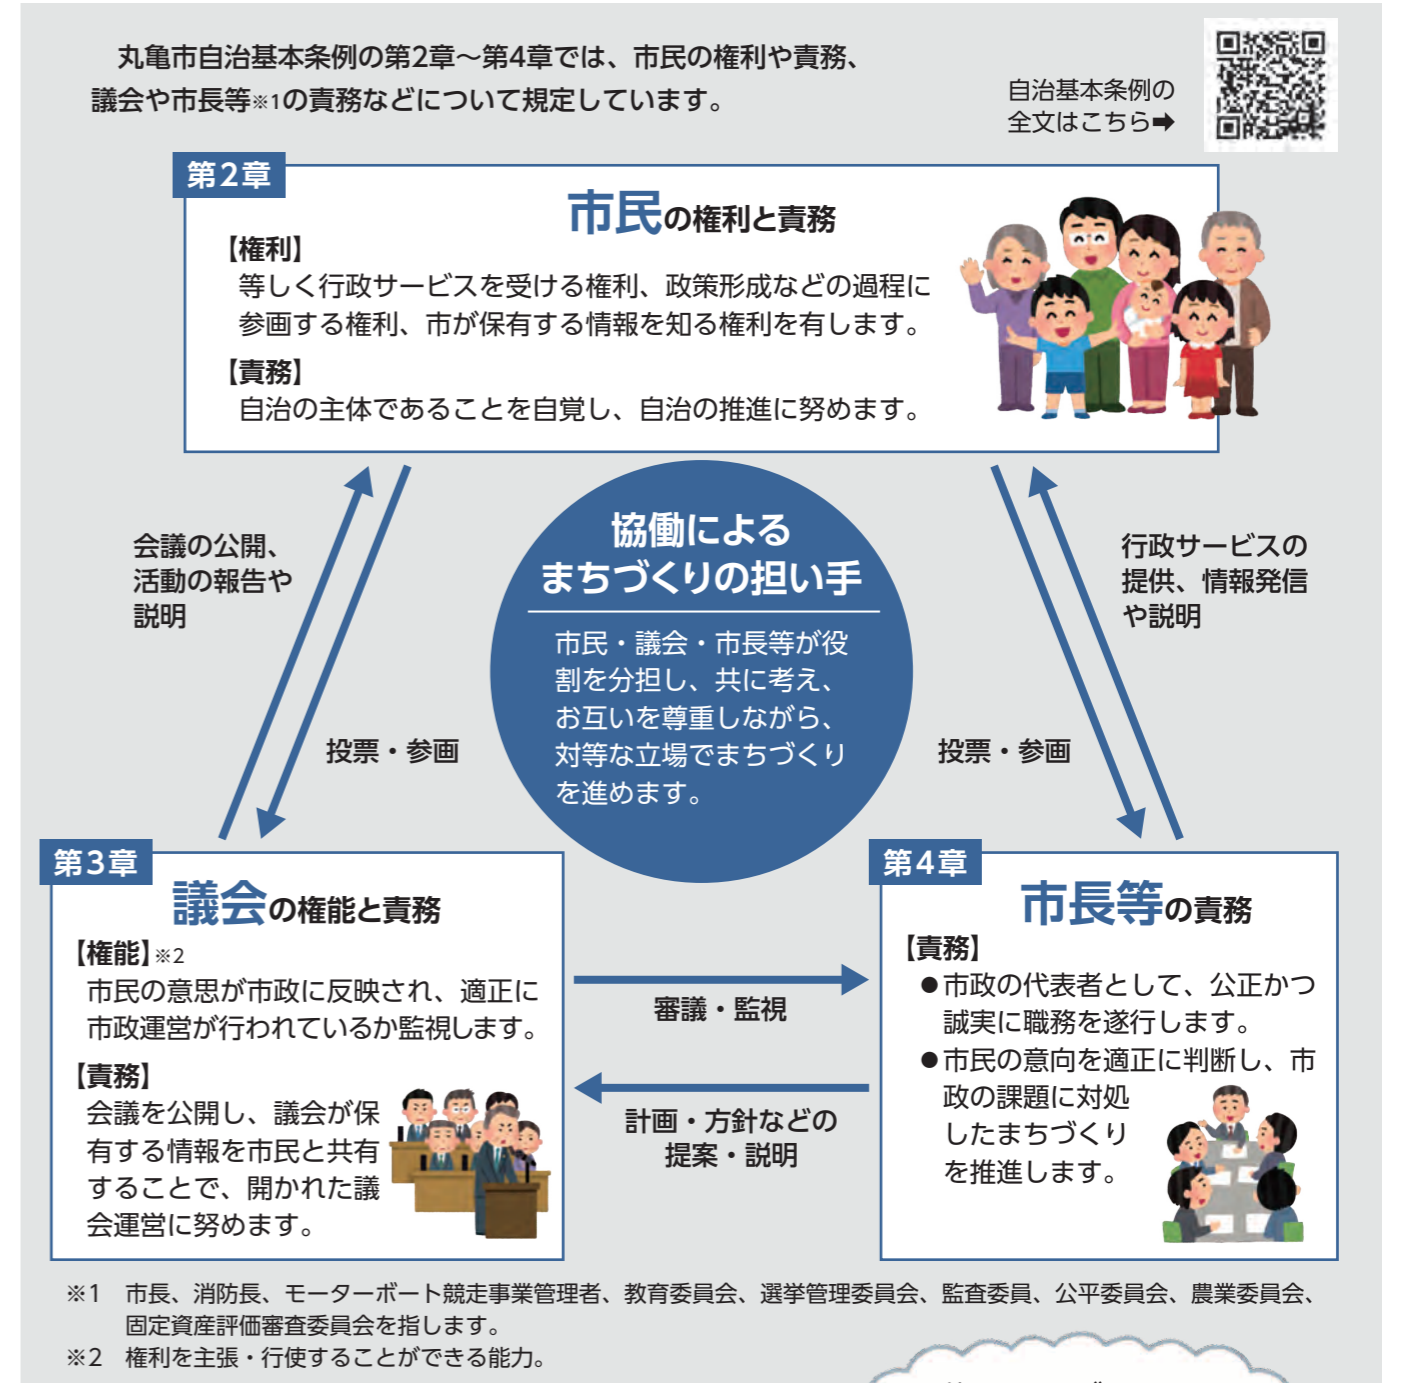 丸亀市自治基本条例の第2章～第4章では、市民の権利や責務、
議会や市長等※1の責務などについて規定しています。
自治基本条例の
全文はこちら➡
第2章
市民の権利と責務
【権利】
等しく行政サービスを受ける権利、政策形成などの過程に
参画する権利、市が保有する情報を知る権利を有します。
【責務】
自治の主体であることを自覚し、自治の推進に努めます。
会議の公開、
活動の報告や
説明
投票・参画
協働による
まちづくりの担い手
市民・議会・市長等が役
割を分担し、共に考え、
お互いを尊重しながら、
対等な立場でまちづくり
を進めます。
行政サービスの
提供、情報発信
や説明
投票・参画
第3章
議会の権能と責務
【権能】※2
市民の意思が市政に反映され、適正に
市政運営が行われているか監視します。
【責務】
会議を公開し、議会が保
有する情報を市民と共有
することで、開かれた議
会運営に努めます。
審議・監視
計画・方針などの
提案・説明
第4章
市長等の責務
【責務】
●市政の代表者として、公正かつ
誠実に職務を遂行します。
●市民の意向を適正に判断し、市
政の課題に対処
したまちづくり
を推進します。
※1 市長、消防長、モーターボート競走事業管理者、教育委員会、選挙管理委員会、監査委員、公平委員会、農業委員会、
固定資産評価審査委員会を指します。
※2 権利を主張・行使することができる能力。